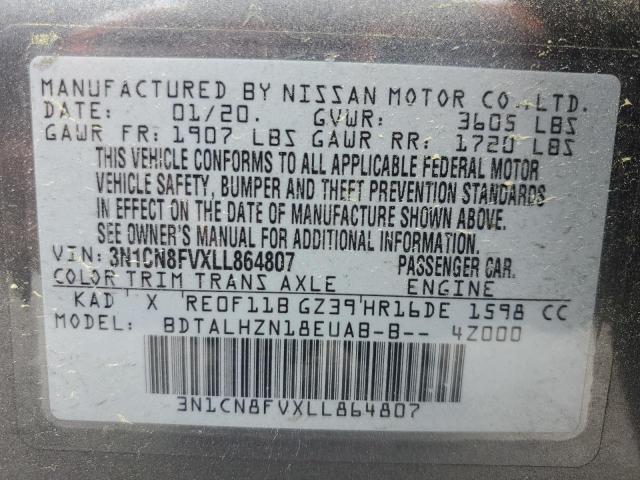 MANUFACTURED BY NISSAN MOTOR CO.,LTD.
DATE: 01/20. GVWR: 3605 LBS
GAWR FR: 1907 LBS GAWR RR: 1720 LBS
THIS VEHICLE CONFORMS TO ALL APPLICABLE FEDERAL MOTOR
VEHICLE SAFETY, BUMPER AND THEFT PREVENTION STANDARDS
IN EFFECT ON THE DATE OF MANUFACTURE SHOWN ABOVE.
SEE OWNER'S MANUAL FOR ADDITIONAL INFORMATION.
VIN: 3N1CN8FVXLL864807 PASSENGER CAR.
COLOR TRIM TRANS AXLE ENGINE
KAD X RE0F11B GZ39 HR16DE 1598 CC
MODEL: BDTALHZN18EUAB-B-- 4Z000
3N1CN8FVXLL864807